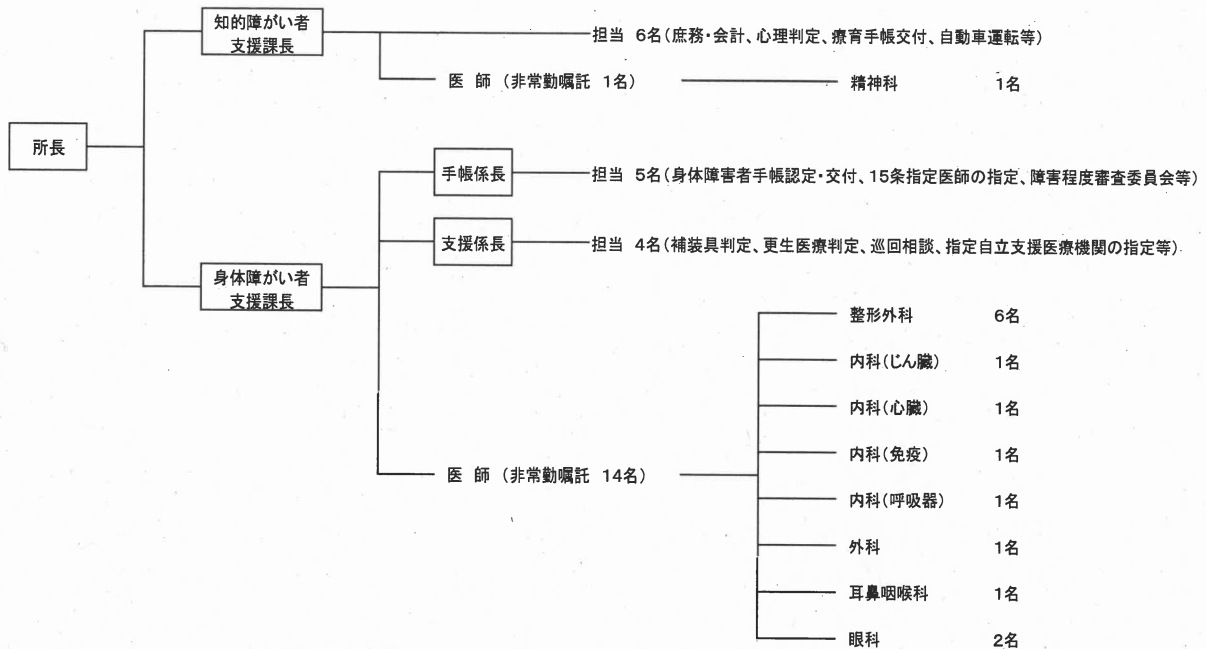 知的障がい者
支援課長
担当 6名(庶務・会計、心理判定、療育手帳交付、自動車運転等)
医 師 (非常勤嘱託 1名)
精神科 1名
所長
手帳係長
担当 5名(身体障害者手帳認定・交付、15条指定医師の指定、障害程度審査委員会等)
支援係長
担当 4名(補装具判定、更生医療判定、巡回相談、指定自立支援医療機関の指定等)
身体障がい者
支援課長
整形外科 6名
内科(じん臓) 1名
内科(心臓) 1名
内科(免疫) 1名
医 師 (非常勤嘱託 14名)
内科(呼吸器) 1名
外科 1名
耳鼻咽喉科 1名
眼科 2名